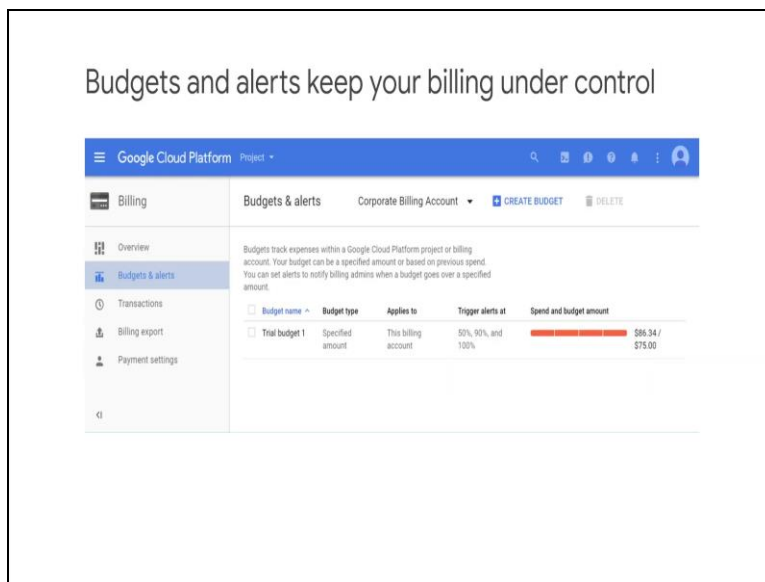 Budgets and alerts keep your billing under control
Google Cloud Platform Project
Billing
Budgets & alerts Corporate Billing Account CREATE BUDGET DELETE
Overview
Budgets & alerts
Transactions
Billing export
Payment settings
Budgets track expenses within a Google Cloud Platform project or billing
account. Your budget can be a specified amount or based on previous spend.
You can set alerts to notify billing admins when a budget goes over a specified
amount.
Budget name Budget type Applies to Trigger alerts at Spend and budget amount
Trial budget 1 Specified This billing 50%, 90%, and $86.34 /
amount account 100% $75.00